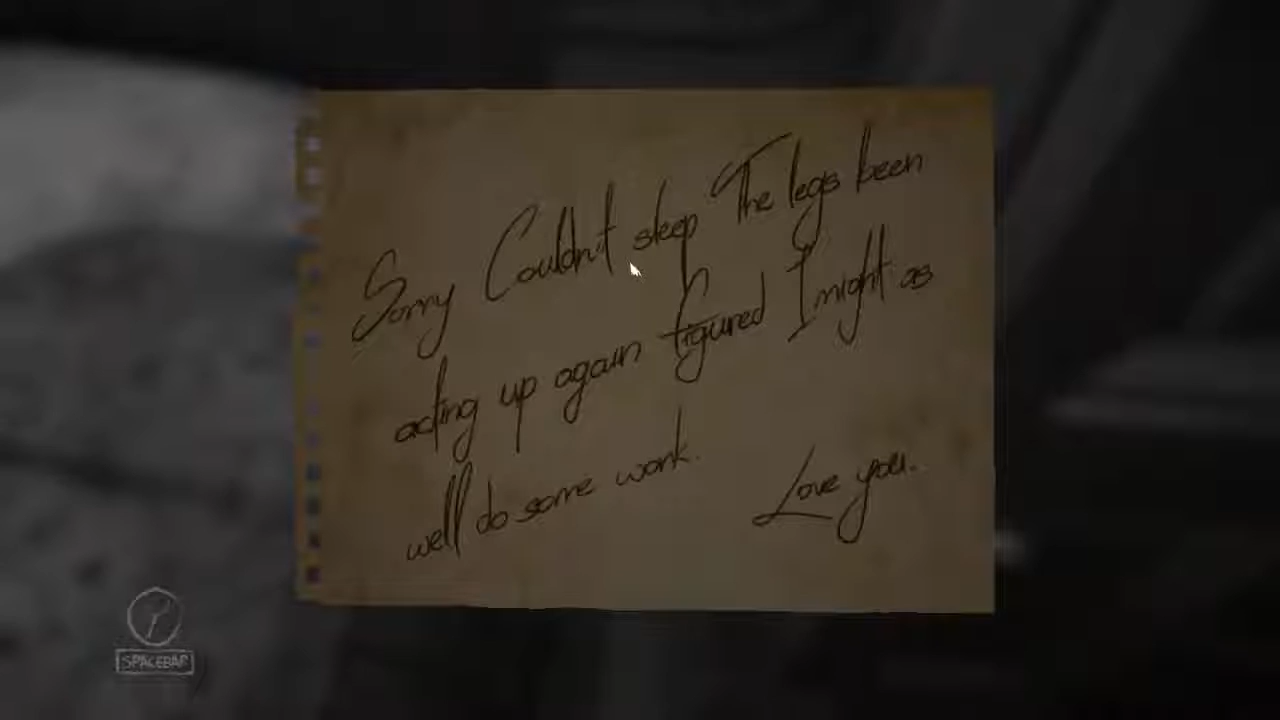 Sorry Couldn't sleep The legs been
acting up again figured I might as
well do some work.
Love you.
SPACEBAR